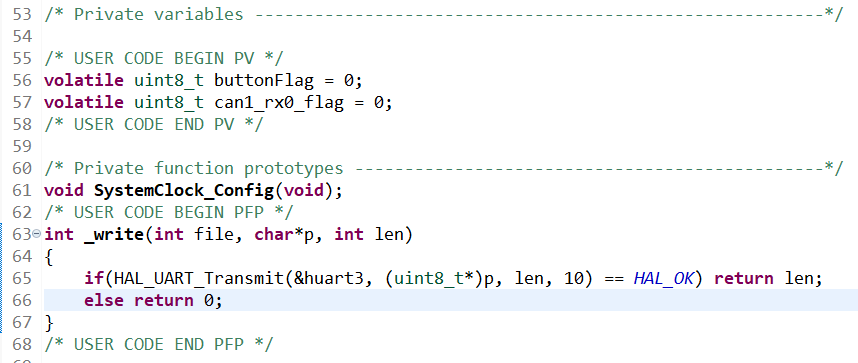 53 /* Private variables ---------------------------------------------------------*/
54
55 /* USER CODE BEGIN PV */
56 volatile uint8_t buttonFlag = 0;
57 volatile uint8_t can1_rx0_flag = 0;
58 /* USER CODE END PV */
59
60 /* Private function prototypes -----------------------------------------------*/
61 void SystemClock_Config(void);
62 /* USER CODE BEGIN PFP */
63 int _write(int file, char*p, int len)
64 {
65     if(HAL_UART_Transmit(&huart3, (uint8_t*)p, len, 10) == HAL_OK) return len;
66     else return 0;
67 }
68 /* USER CODE END PFP */